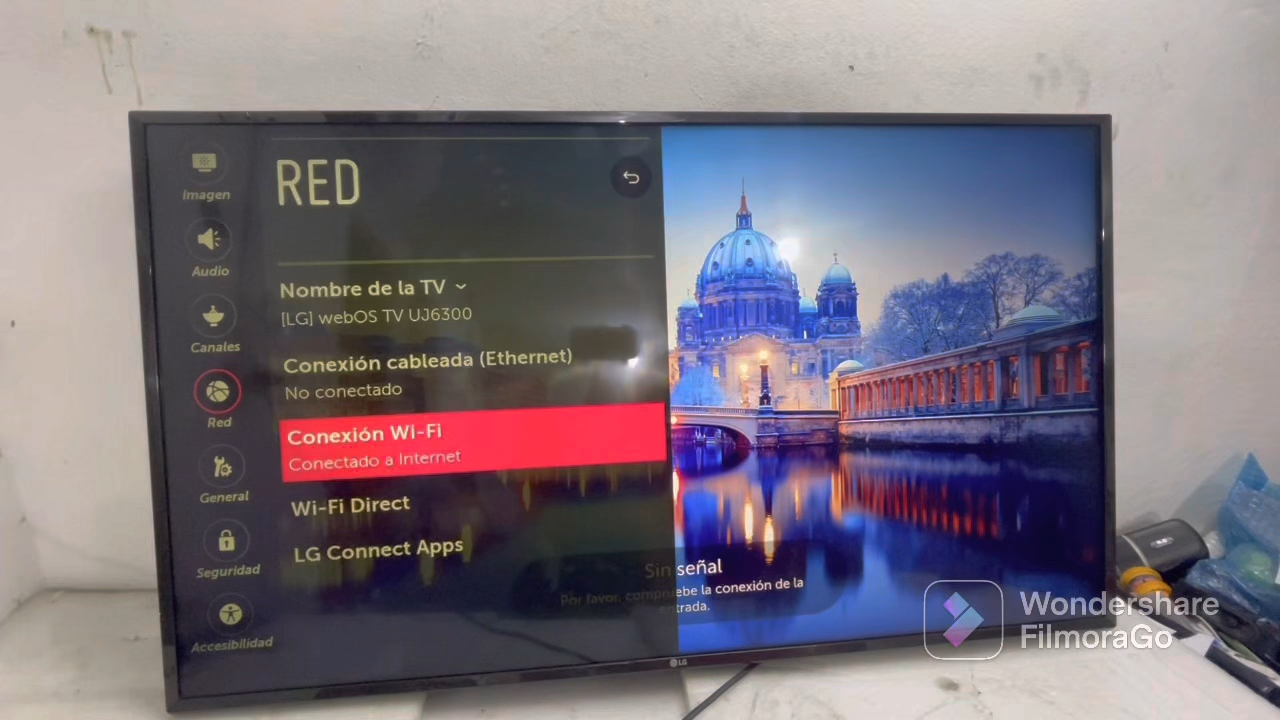 Imagen
Audio
Canales
Red
General
Seguridad
Accesibilidad
RED
Nombre de la TV
[LG] webOS TV UJ6300
Conexión cableada (Ethernet)
No conectado
Conexión Wi-Fi
Conectado a Internet
Wi-Fi Direct
LG Connect Apps
Sin señal
Por favor, compruebe la conexión de la
entrada.
LG
Wondershare
FilmoraGo